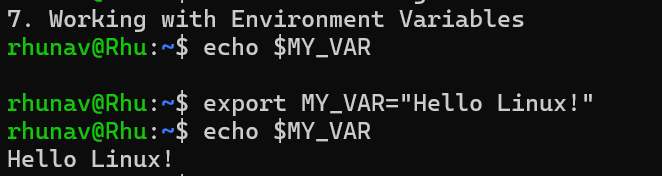 7. Working with Environment Variables
rhunav@Rhu:~$ echo $MY_VAR
rhunav@Rhu:~$ export MY_VAR="Hello Linux!"
rhunav@Rhu:~$ echo $MY_VAR
Hello Linux!